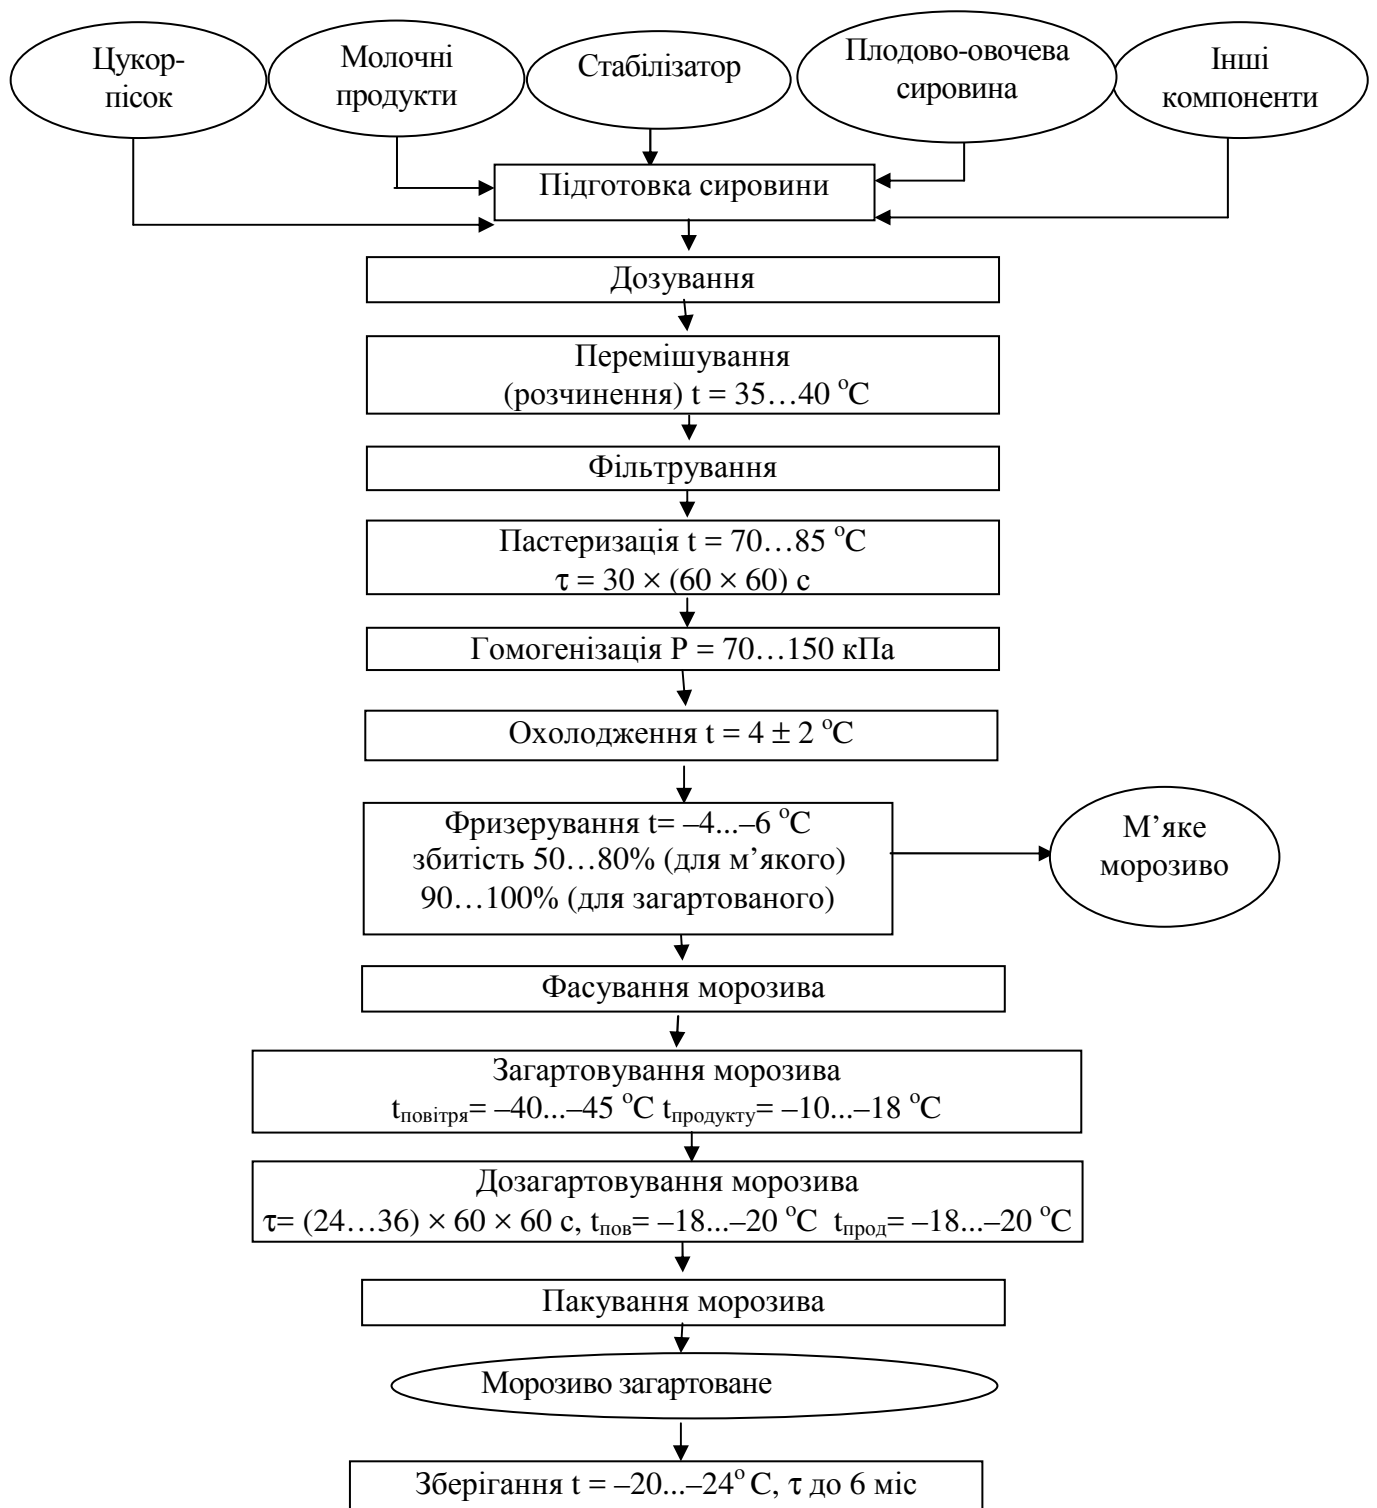 Цукор-
пісок
Молочні
продукти
Стабілізатор
Плодово-овочева
сировина
Інші
компоненти
Підготовка сировини
Дозування
Перемішування
(розчинення) t = 35…40 °С
Фільтрування
Пастеризація t = 70…85 °С
τ = 30 × (60 × 60) с
Гомогенізація Р = 70…150 кПа
Охолодження t = 4 ± 2 °С
Фризерування t= –4...–6 °С
збитість 50…80% (для м’якого)
90…100% (для загартованого)
М’яке
морозиво
Фасування морозива
Загартовування морозива
tповітря= –40...–45 °С tпродукту= –10...–18 °С
Дозагартовування морозива
τ= (24…36) × 60 × 60 с, tпов= –18...–20 °С tпрод= –18...–20 °С
Пакування морозива
Морозиво загартоване
Зберігання t = –20...–24° С, τ до 6 міс